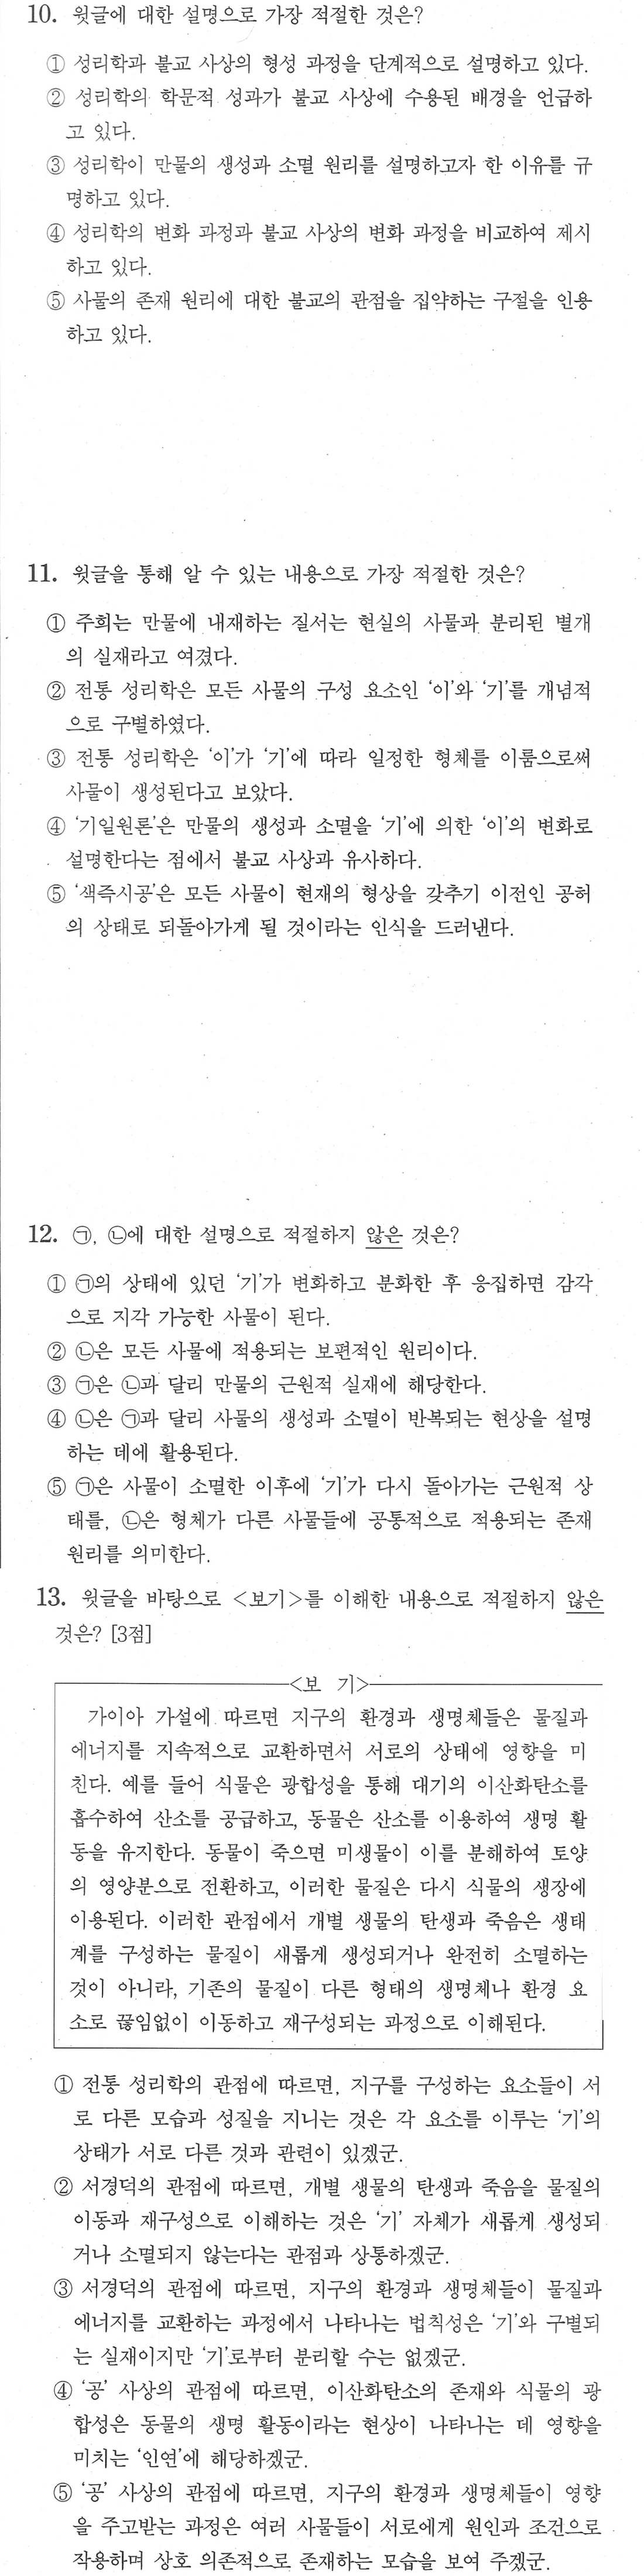 10. 윗글에 대한 설명으로 가장 적절한 것은?
① 성리학과 불교 사상의 형성 과정을 단계적으로 설명하고 있다.
② 성리학의 학문적 성과가 불교 사상에 수용된 배경을 언급하
고 있다.
③ 성리학이 만물의 생성과 소멸 원리를 설명하고자 한 이유를 규
명하고 있다.
④ 성리학의 변화 과정과 불교 사상의 변화 과정을 비교하여 제시
하고 있다.
⑤ 사물의 존재 원리에 대한 불교의 관점을 집약하는 구절을 인용
하고 있다.
11. 윗글을 통해 알 수 있는 내용으로 가장 적절한 것은?
① 주희는 만물에 내재하는 질서는 현실의 사물과 분리된 별개
의 실재라고 여겼다.
② 전통 성리학은 모든 사물의 구성 요소인 ‘이’와 ‘기’를 개념적
으로 구별하였다.
③ 전통 성리학은 ‘이’가 ‘기’에 따라 일정한 형체를 이룸으로써
사물이 생성된다고 보았다.
④ ‘기일원론’은 만물의 생성과 소멸을 ‘기’에 의한 ‘이’의 변화로
설명한다는 점에서 불교 사상과 유사하다.
⑤ ‘색즉시공’은 모든 사물이 현재의 형상을 갖추기 이전인 공허
의 상태로 되돌아가게 될 것이라는 인식을 드러낸다.
12. ㉠, ㉡에 대한 설명으로 적절하지 않은 것은?
① ㉠의 상태에 있던 ‘기’가 변화하고 분화한 후 응집하면 감각
으로 지각 가능한 사물이 된다.
② ㉡은 모든 사물에 적용되는 보편적인 원리이다.
③ ㉠은 ㉡과 달리 만물의 근원적 실재에 해당한다.
④ ㉡은 ㉠과 달리 사물의 생성과 소멸이 반복되는 현상을 설명
하는 데에 활용된다.
⑤ ㉠은 사물이 소멸한 이후에 ‘기’가 다시 돌아가는 근원적 상
태를, ㉡은 형체가 다른 사물들에 공통적으로 적용되는 존재
원리를 의미한다.
13. 윗글을 바탕으로 <보기>를 이해한 내용으로 적절하지 않은
것은? [3점]
<보 기>
가이아 가설에 따르면 지구의 환경과 생명체들은 물질과
에너지를 지속적으로 교환하면서 서로의 상태에 영향을 미
친다. 예를 들어 식물은 광합성을 통해 대기의 이산화탄소를
흡수하여 산소를 공급하고, 동물은 산소를 이용하여 생명 활
동을 유지한다. 동물이 죽으면 미생물이 이를 분해하여 토양
의 영양분으로 전환하고, 이러한 물질은 다시 식물의 생장에
이용된다. 이러한 관점에서 개별 생물의 탄생과 죽음은 생태
계를 구성하는 물질이 새롭게 생성되거나 완전히 소멸하는
것이 아니라, 기존의 물질이 다른 형태의 생명체나 환경 요
소로 끊임없이 이동하고 재구성되는 과정으로 이해된다.
① 전통 성리학의 관점에 따르면, 지구를 구성하는 요소들이 서
로 다른 모습과 성질을 지니는 것은 각 요소를 이루는 ‘기’의
상태가 서로 다른 것과 관련이 있겠군.
② 서경덕의 관점에 따르면, 개별 생물의 탄생과 죽음을 물질의
이동과 재구성으로 이해하는 것은 ‘기’ 자체가 새롭게 생성되
거나 소멸되지 않는다는 관점과 상통하겠군.
③ 서경덕의 관점에 따르면, 지구의 환경과 생명체들이 물질과
에너지를 교환하는 과정에서 나타나는 법칙성은 ‘기’와 구별되
는 실재이지만 ‘기’로부터 분리할 수는 없겠군.
④ ‘공’ 사상의 관점에 따르면, 이산화탄소의 존재와 식물의 광
합성은 동물의 생명 활동이라는 현상이 나타나는 데 영향을
미치는 ‘인연’에 해당하겠군.
⑤ ‘공’ 사상의 관점에 따르면, 지구의 환경과 생명체들이 영향
을 주고받는 과정은 여러 사물들이 서로에게 원인과 조건으로
작용하며 상호 의존적으로 존재하는 모습을 보여 주겠군.